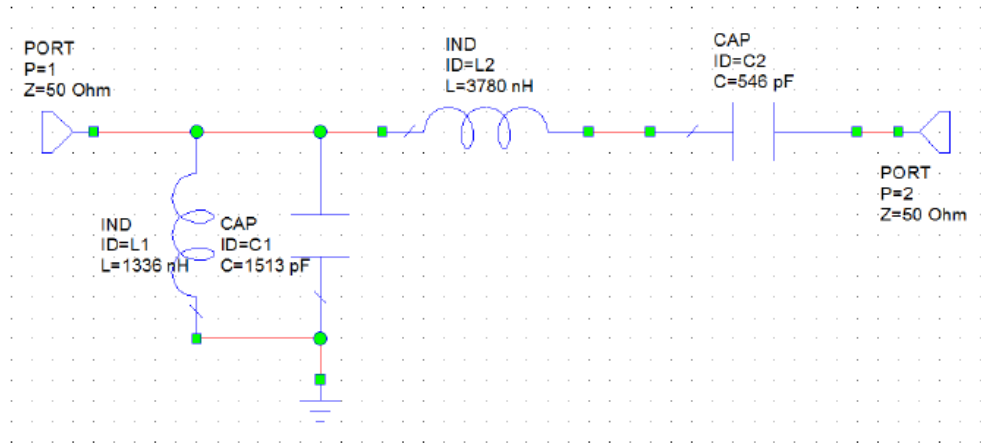 PORT
P=1
Z=50 Ohm
IND
ID=L2
L=3780 nH
CAP
ID=C2
C=546 pF
PORT
P=2
Z=50 Ohm
IND
ID=L1
L=1336 nH
CAP
ID=C1
C=1513 pF